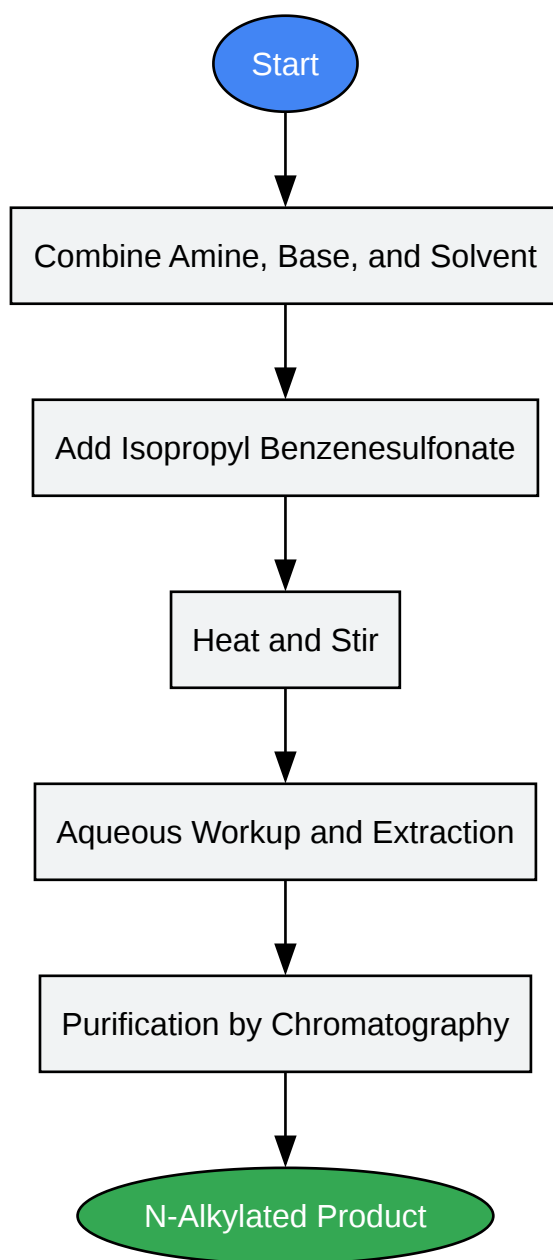 Start
Combine Amine, Base, and Solvent
Add Isopropyl Benzenesulfonate
Heat and Stir
Aqueous Workup and Extraction
Purification by Chromatography
N-Alkylated Product